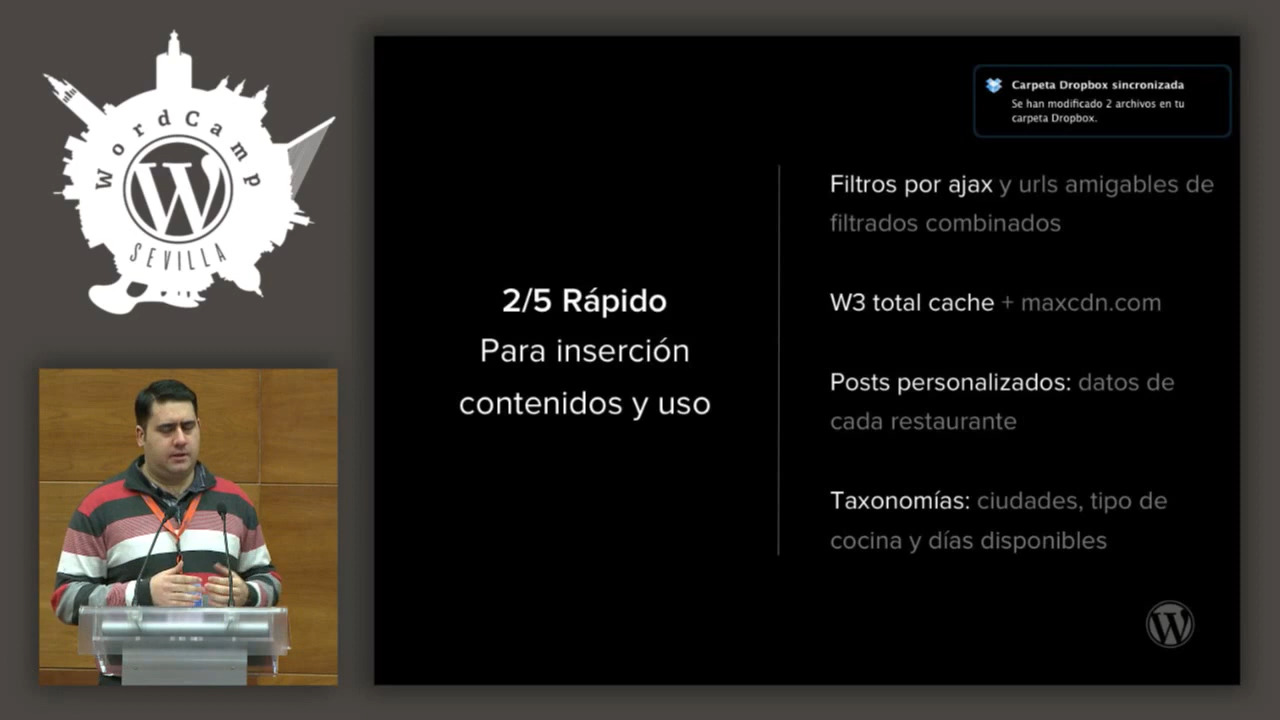 WordCamp
SEVILLA
Carpeta Dropbox sincronizada
Se han modificado 2 archivos en tu
carpeta Dropbox.
2/5 Rápido
Para inserción
contenidos y uso
Filtros por ajax y urls amigables de
filtrados combinados
W3 total cache + maxcdn.com
Posts personalizados: datos de
cada restaurante
Taxonomías: ciudades, tipo de
cocina y días disponibles